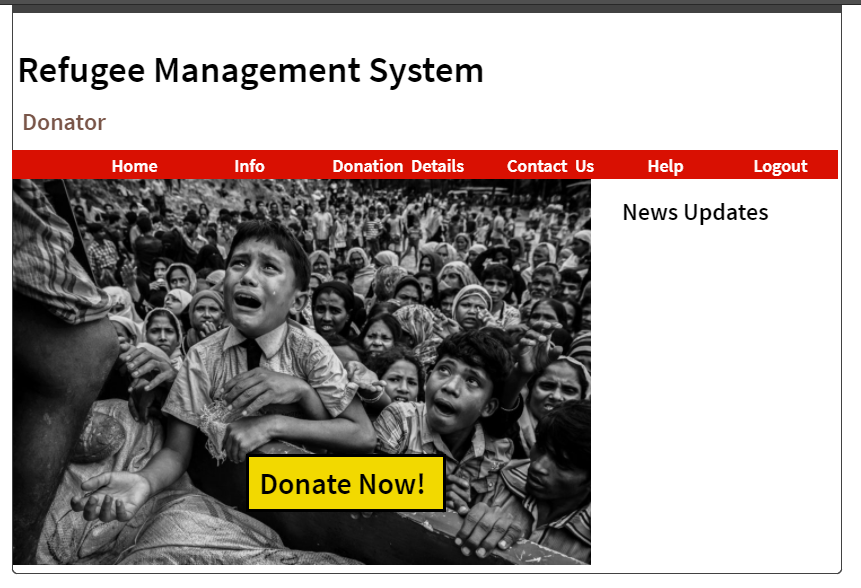 Refugee Management System
Donator
Home Info Donation Details Contact Us Help Logout
News Updates
Donate Now!